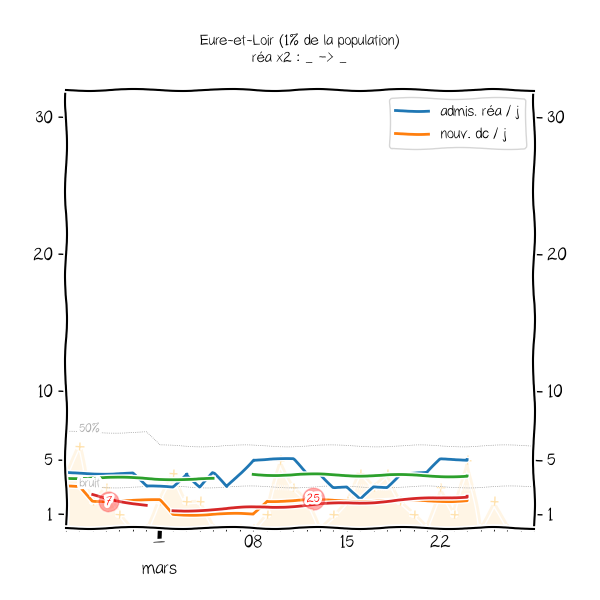 Eure-et-Loir (1% de la population)
réa x2 : _ -> _
admis. réa / j
nouv. dc / j
30
30
20
20
10
10
50%
5
5
bruit
7
25
1
1
1
08
15
22
mars